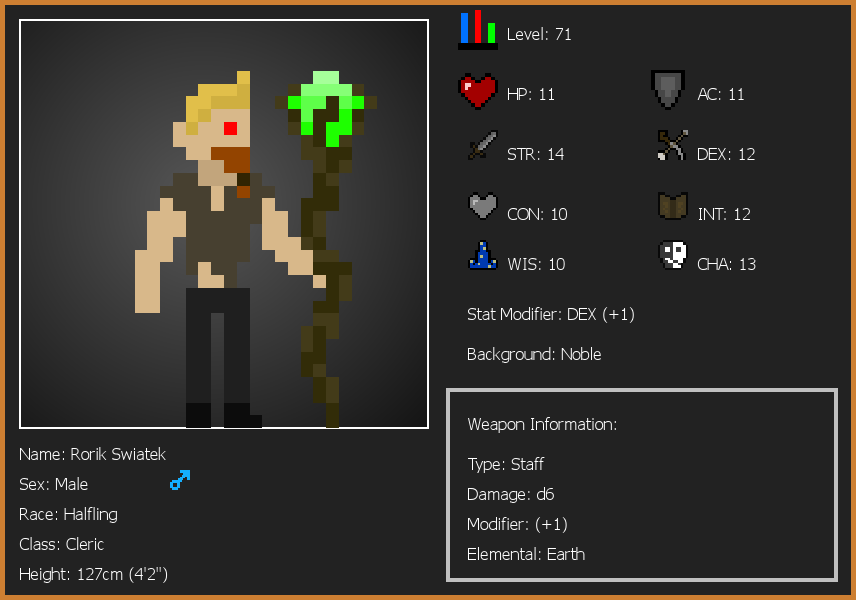 Level: 71
HP: 11
AC: 11
STR: 14
DEX: 12
CON: 10
INT: 12
WIS: 10
CHA: 13
Stat Modifier: DEX (+1)
Background: Noble
Weapon Information:
Type: Staff
Damage: d6
Modifier: (+1)
Elemental: Earth
Name: Rorik Swiatek
Sex: Male
Race: Halfling
Class: Cleric
Height: 127cm (4'2")